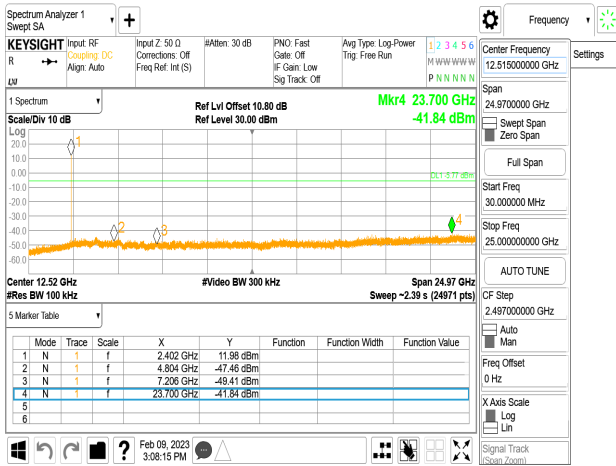 Spectrum Analyzer 1
Swept SA
Frequency
KEYSIGHT
R
Input: RF
Coupling: DC
Align: Auto
Input Z: 50 Ω
Corrections: Off
Freq Ref: Int (S)
#Atten: 30 dB
PNO: Fast
Gate: Off
IF Gain: Low
Sig Track: Off
Avg Type: Log-Power
Trig: Free Run
1 2 3 4 5 6
M W W W W W
P N N N N N
1 Spectrum
Scale/Div 10 dB
Ref Lvl Offset 10.80 dB
Ref Level 30.00 dBm
Mkr4 23.700 GHz
-41.84 dBm
Log
20.0
10.0
0.00
-10.0
-20.0
-30.0
-40.0
-50.0
-60.0
1
2
3
4
DL1 -3.77 dBm
Center 12.52 GHz
#Res BW 100 kHz
#Video BW 300 kHz
Span 24.97 GHz
Sweep ~2.39 s (24971 pts)
5 Marker Table
Mode Trace Scale X Y Function Function Width Function Value
1 N 1 f 2.402 GHz 11.98 dBm
2 N 1 f 4.804 GHz -47.46 dBm
3 N 1 f 7.206 GHz -49.41 dBm
4 N 1 f 23.700 GHz -41.84 dBm
5
6
Feb 09, 2023
3:08:15 PM
Center Frequency
12.515000000 GHz
Settings
Span
24.9700000 GHz
Swept Span
Zero Span
Full Span
Start Freq
30.000000 MHz
Stop Freq
25.000000000 GHz
AUTO TUNE
CF Step
2.497000000 GHz
Auto
Man
Freq Offset
0 Hz
X Axis Scale
Log
Lin
Signal Track
(Span Zoom)